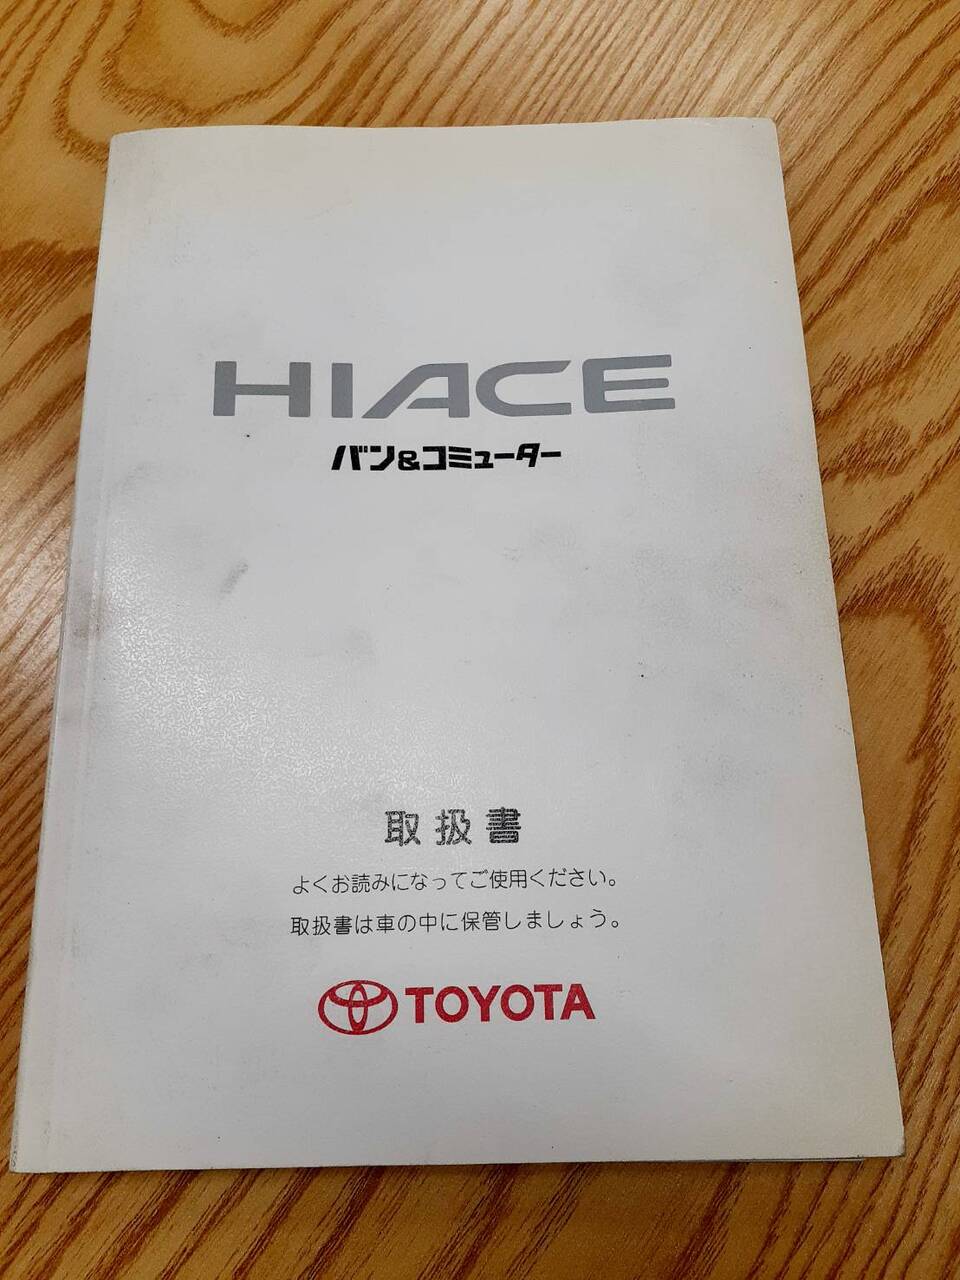 HIACE
バン&コミューター
取扱書
よくお読みになってご使用ください。
取扱書は車の中に保管しましょう。
TOYOTA